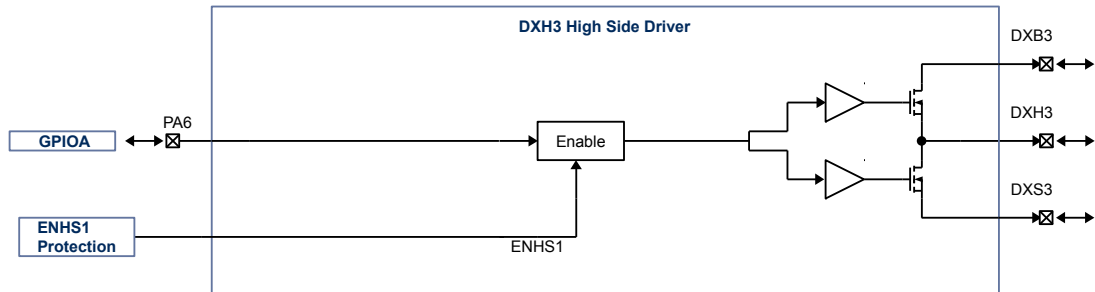 DXH3 High Side Driver
DXB3
PA6
DXH3
GPIOA
Enable
DXS3
ENHS1
Protection
ENHS1